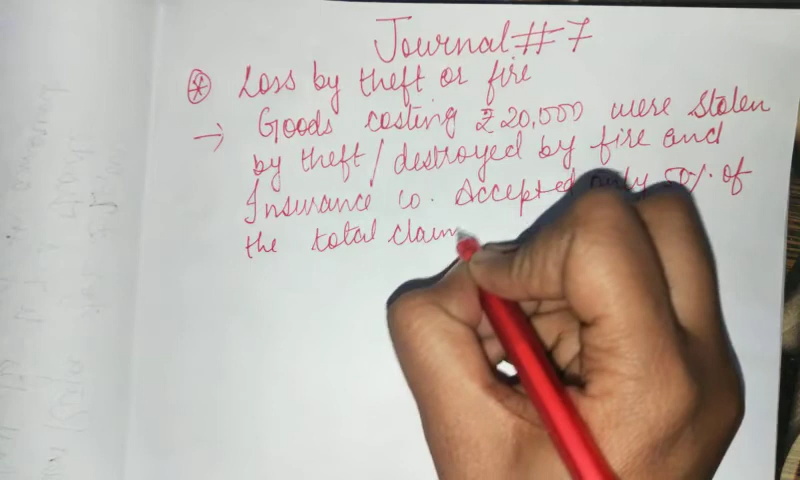 Journal #7
* Loss by theft or fire
→ Goods costing ₹ 20,000 were stolen
by theft / destroyed by fire and
Insurance Co. Accepted only 50% of
the total claim